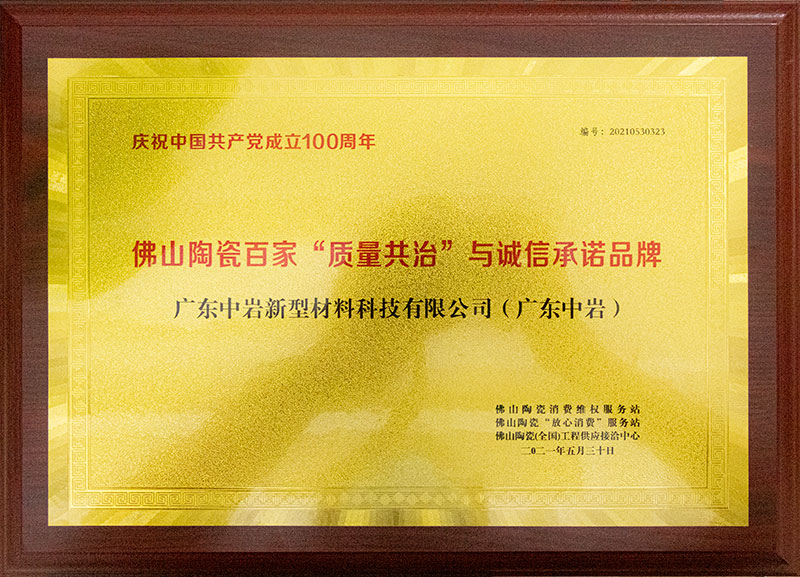 庆祝中国共产党成立100周年
编号：20210530323
佛山陶瓷百家“质量共治”与诚信承诺品牌
广东中岩新型材料科技有限公司（广东中岩）
佛山陶瓷消费维权服务站
佛山陶瓷“放心消费”服务站
佛山陶瓷(全国)工程供应接洽中心
二〇二一年五月三十日